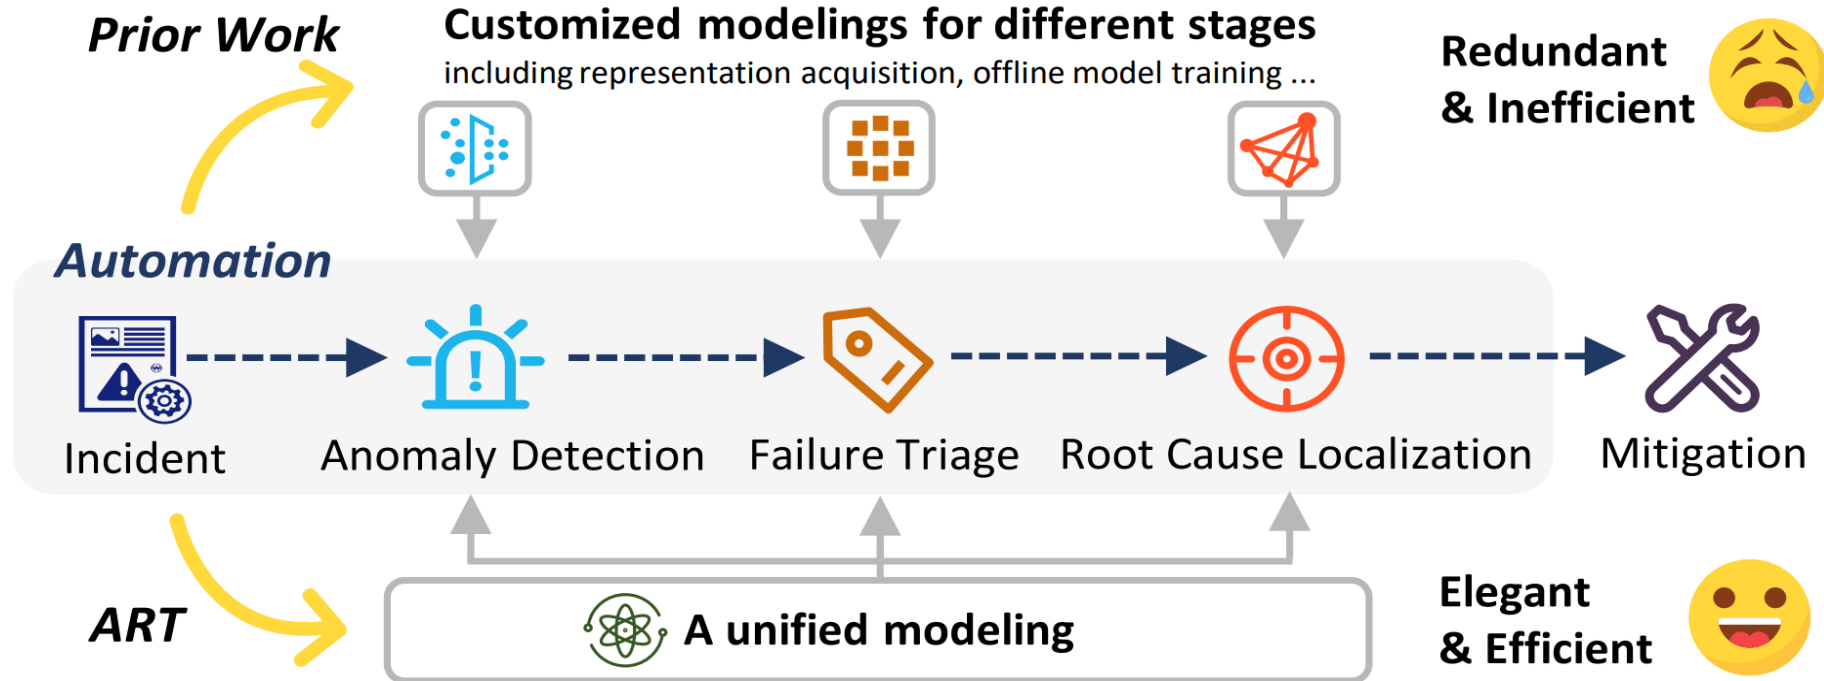 Prior Work
Customized modelings for different stages
including representation acquisition, offline model training ...
Redundant
& Inefficient
Automation
Incident
Anomaly Detection
Failure Triage
Root Cause Localization
Mitigation
ART
A unified modeling
Elegant
& Efficient